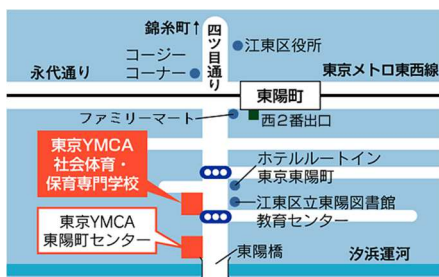 錦糸町↑
四ツ目通り
江東区役所
コージー
コーナー
永代通り
東京メトロ東西線
東陽町
ファミリーマート
西2番出口
東京YMCA
社会体育・
保育専門学校
ホテルルートイン
東京東陽町
江東区立東陽図書館
教育センター
東京YMCA
東陽町センター
東陽橋
汐浜運河